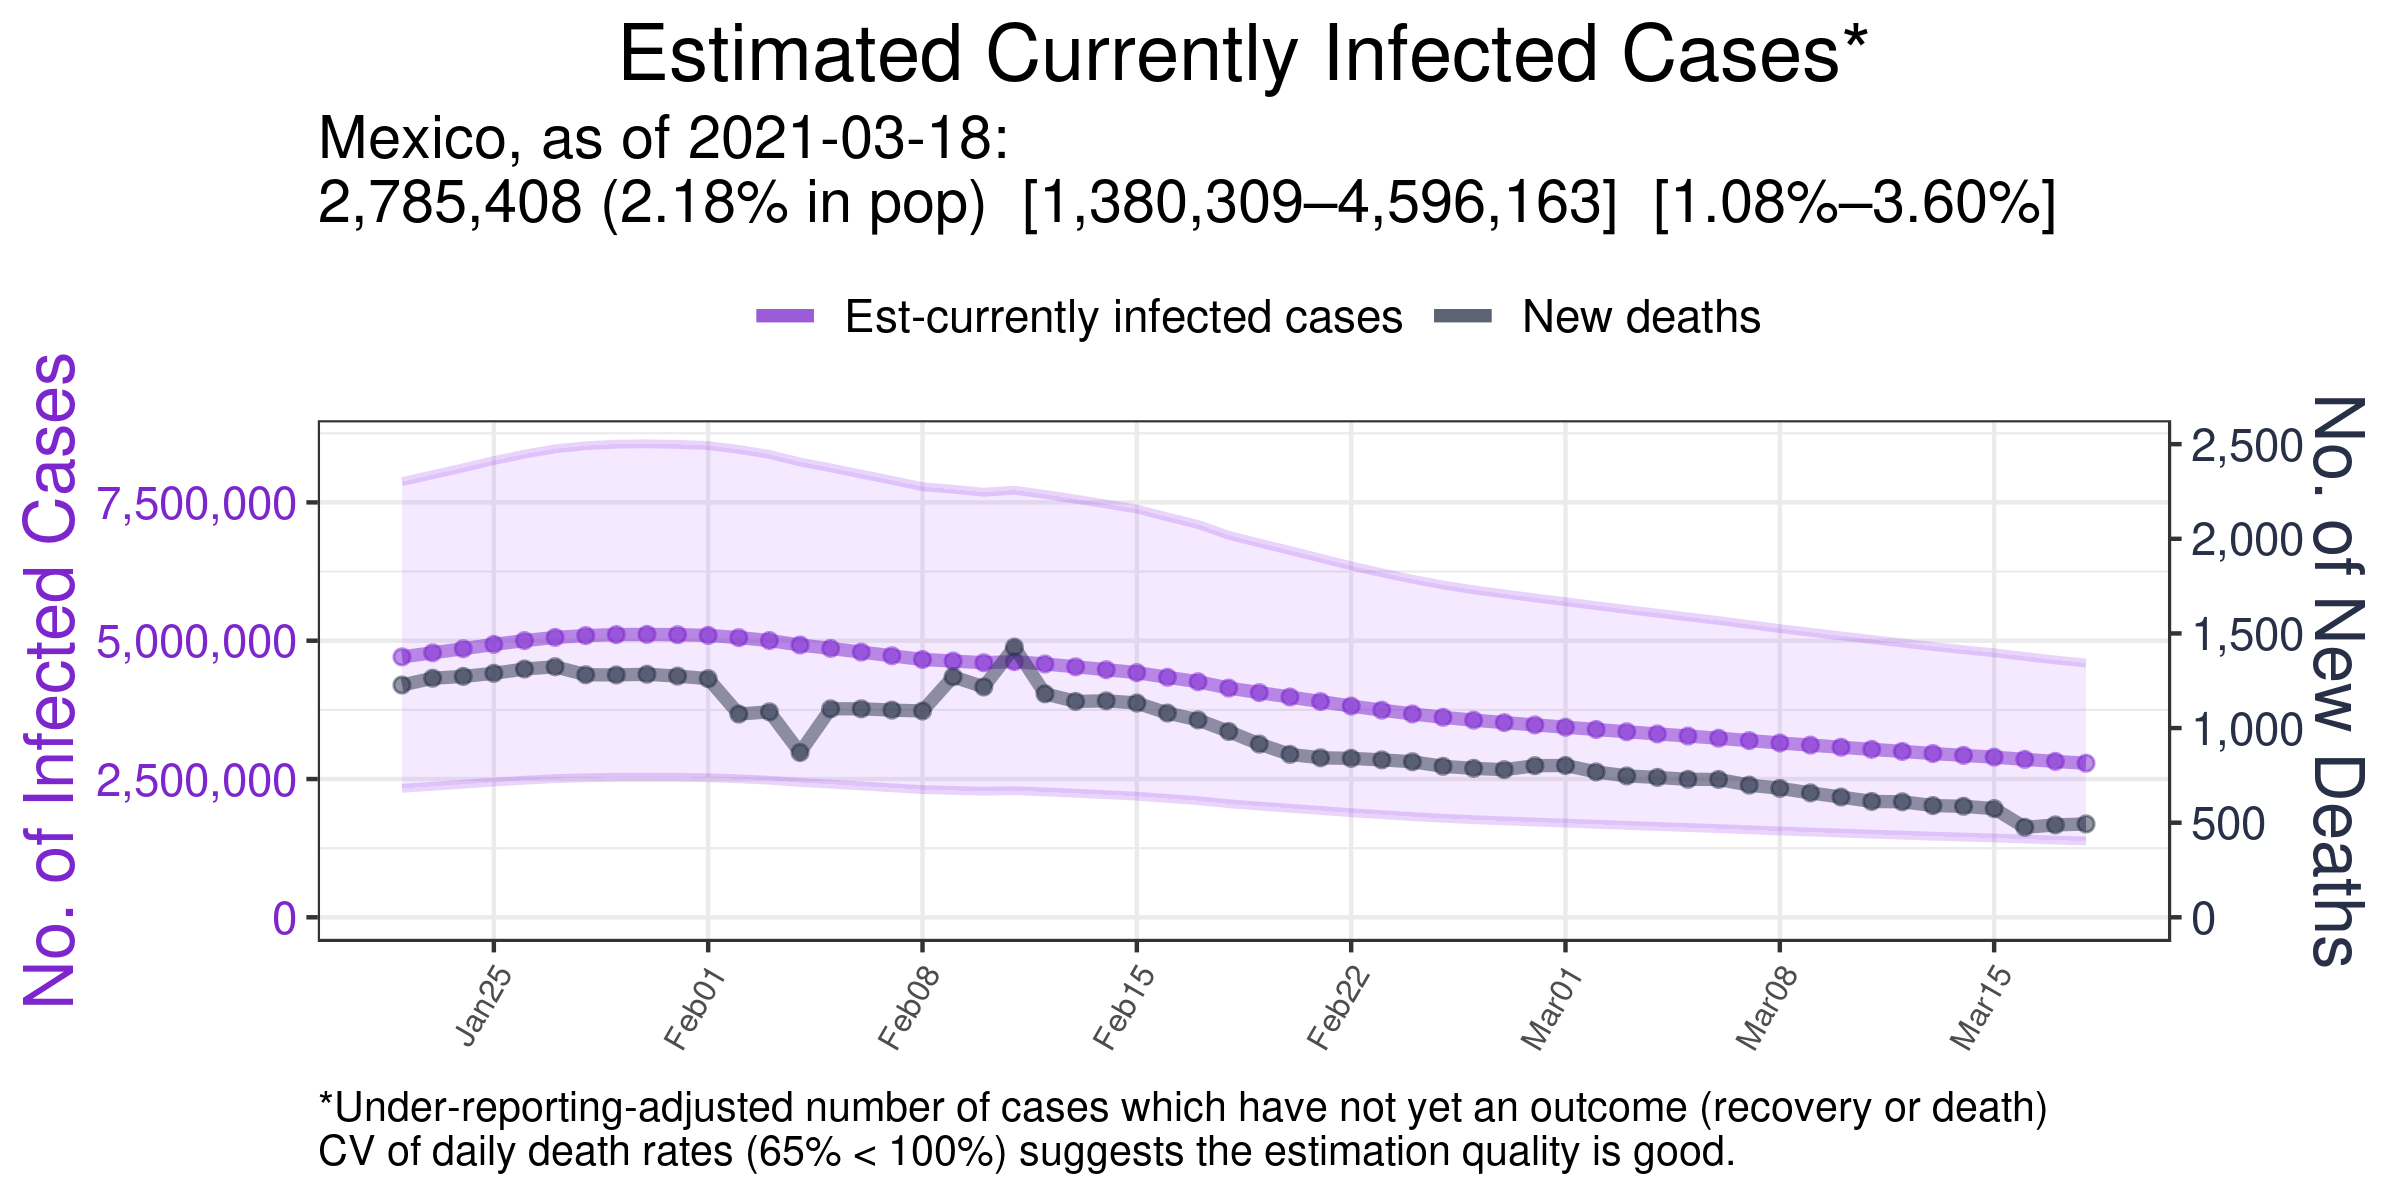 Estimated Currently Infected Cases*
Mexico, as of 2021-03-18:
2,785,408 (2.18% in pop)  [1,380,309–4,596,163]  [1.08%–3.60%]
Est-currently infected cases
New deaths
No. of Infected Cases
7,500,000
5,000,000
2,500,000
0
2,500
2,000
1,500
1,000
500
0
No. of New Deaths
Jan25
Feb01
Feb08
Feb15
Feb22
Mar01
Mar08
Mar15
*Under-reporting-adjusted number of cases which have not yet an outcome (recovery or death)
CV of daily death rates (65% < 100%) suggests the estimation quality is good.